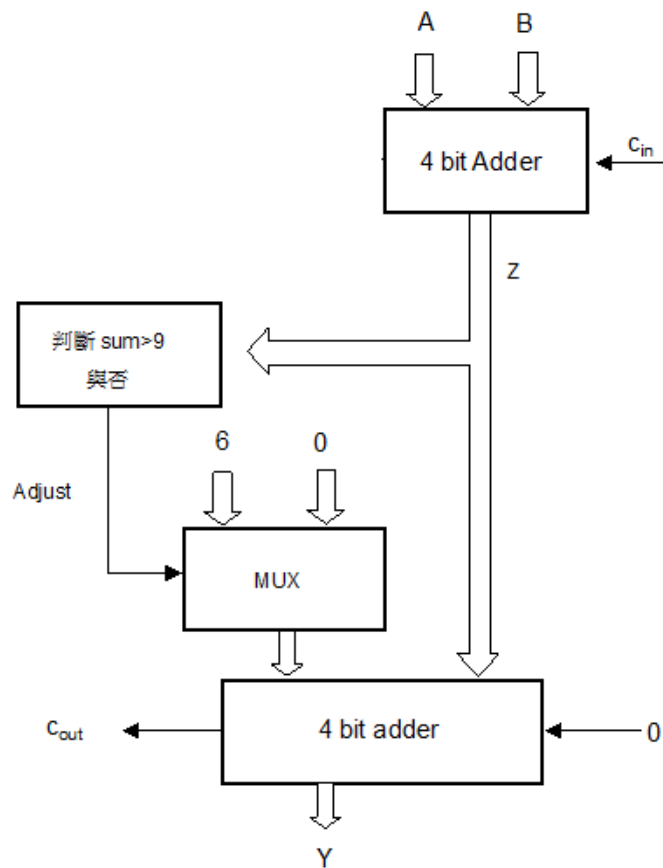 A
B
4 bit Adder
cin
Z
判斷 sum>9
與否
6
0
Adjust
MUX
4 bit adder
cout
0
Y